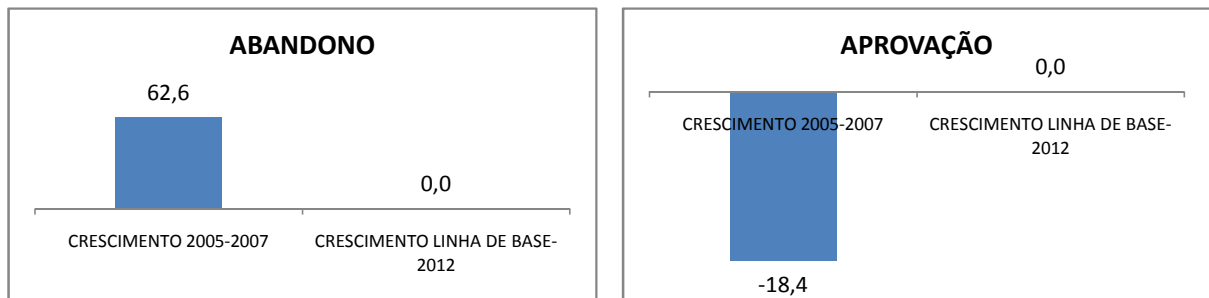 ABANDONO
62,6
0,0
CRESCIMENTO 2005-2007
CRESCIMENTO LINHA DE BASE-
2012
APROVAÇÃO
0,0
CRESCIMENTO 2005-2007
CRESCIMENTO LINHA DE BASE-
2012
-18,4